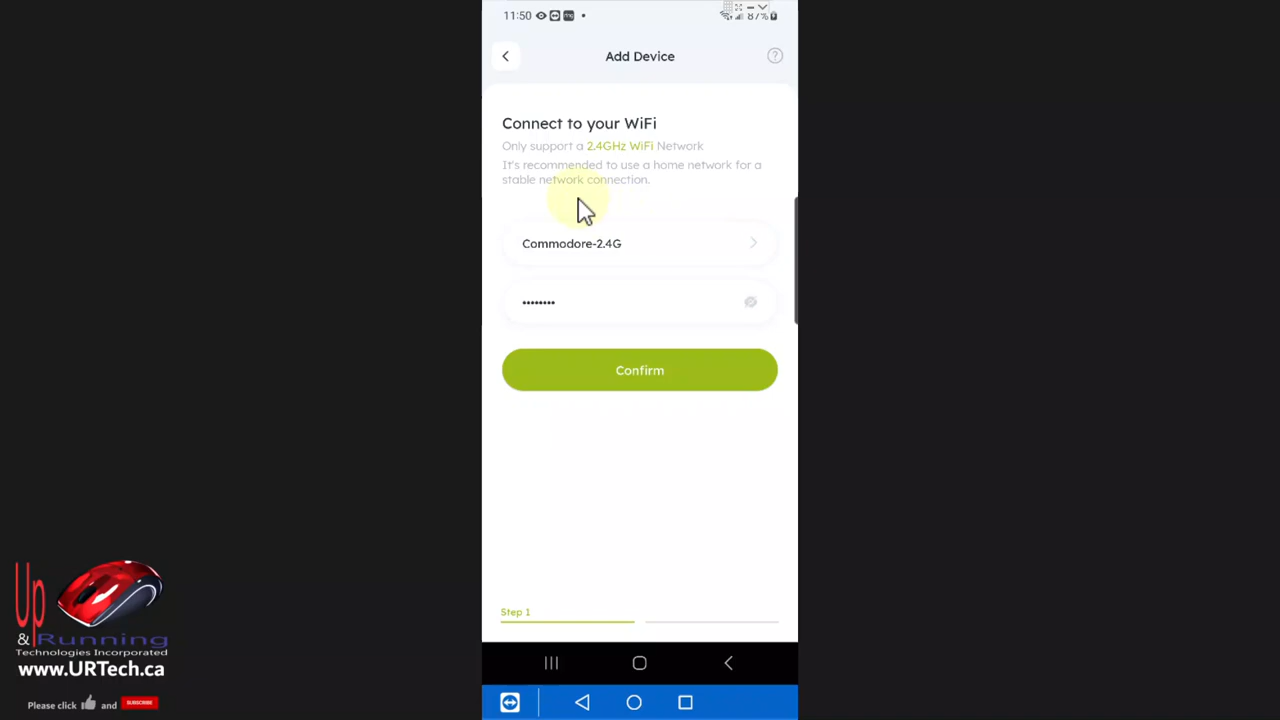 11:50
87%
Add Device
Connect to your WiFi
Only support a 2.4GHz WiFi Network
It's recommended to use a home network for a
stable network connection.
Commodore-2.4G
••••••••
Confirm
Step 1
Up
& Running
Technologies Incorporated
www.URTech.ca
Please click and SUBSCRIBE